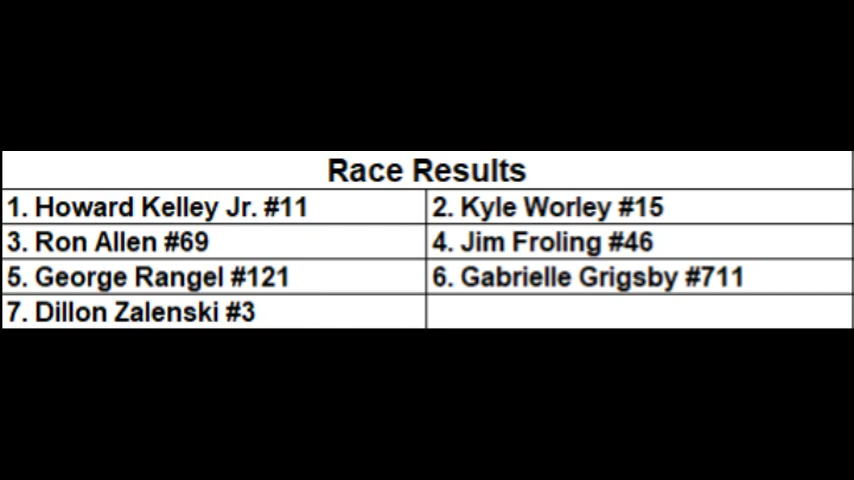 Race Results
1. Howard Kelley Jr. #11
2. Kyle Worley #15
3. Ron Allen #69
4. Jim Froling #46
5. George Rangel #121
6. Gabrielle Grigsby #711
7. Dillon Zalenski #3